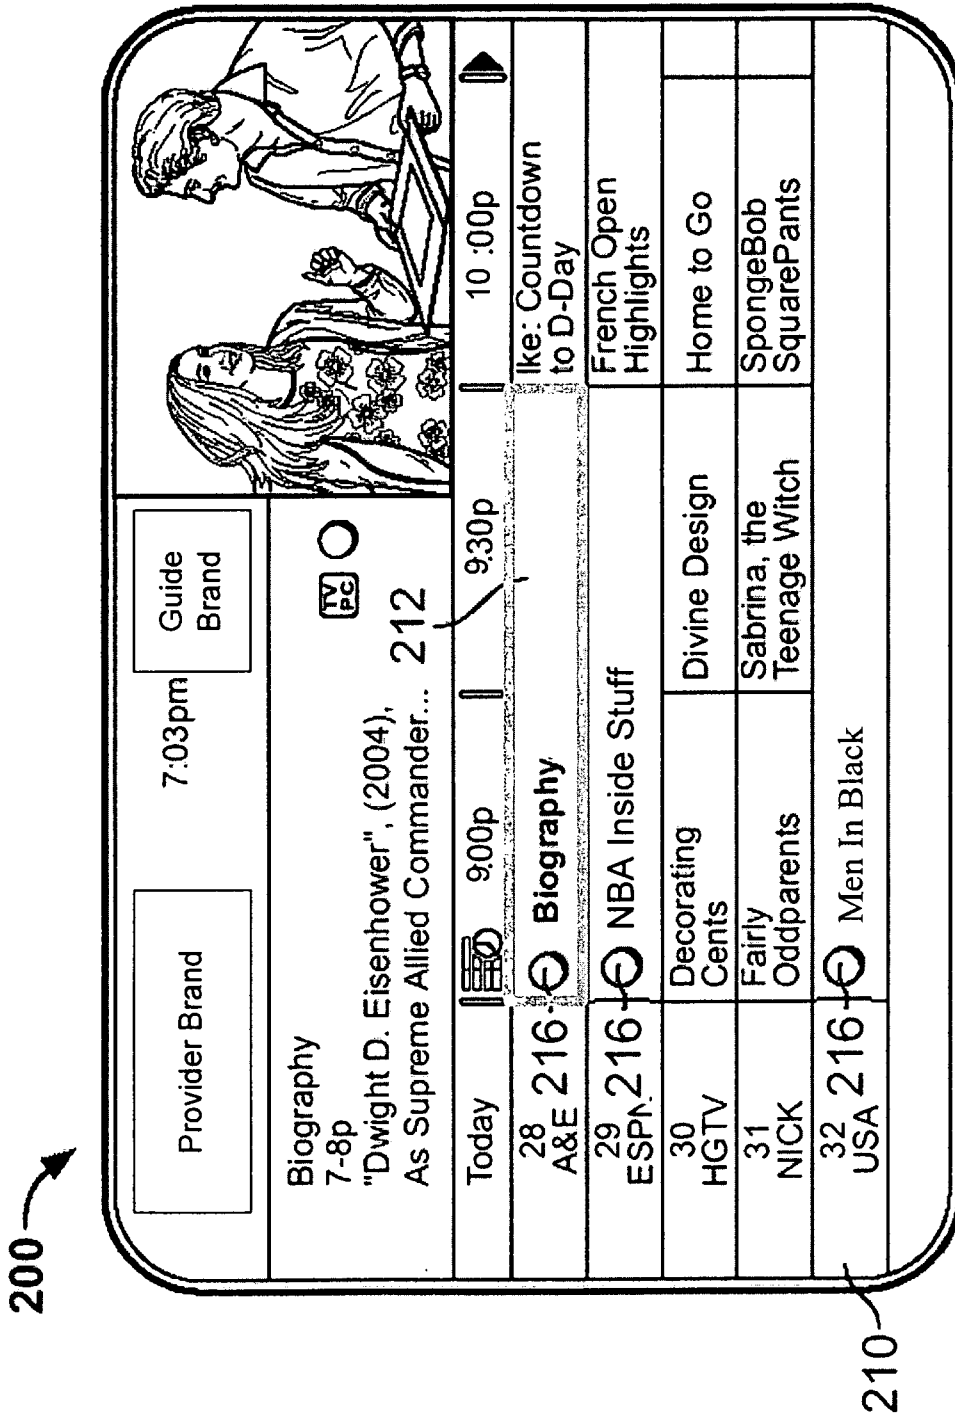 200
Provider Brand
7:03pm
Guide
Brand
Biography
7-8p
"Dwight D. Eisenhower", (2004),
As Supreme Allied Commander...
TV
PC
212
Today
9:00p
9:30p
10 :00p
28
A&E
216
Biography
Ike: Countdown
to D-Day
29
ESPN
216
NBA Inside Stuff
French Open
Highlights
30
HGTV
Decorating
Cents
Divine Design
Home to Go
31
NICK
Fairly
Oddparents
Sabrina, the
Teenage Witch
SpongeBob
SquarePants
32
USA
216
Men In Black
210